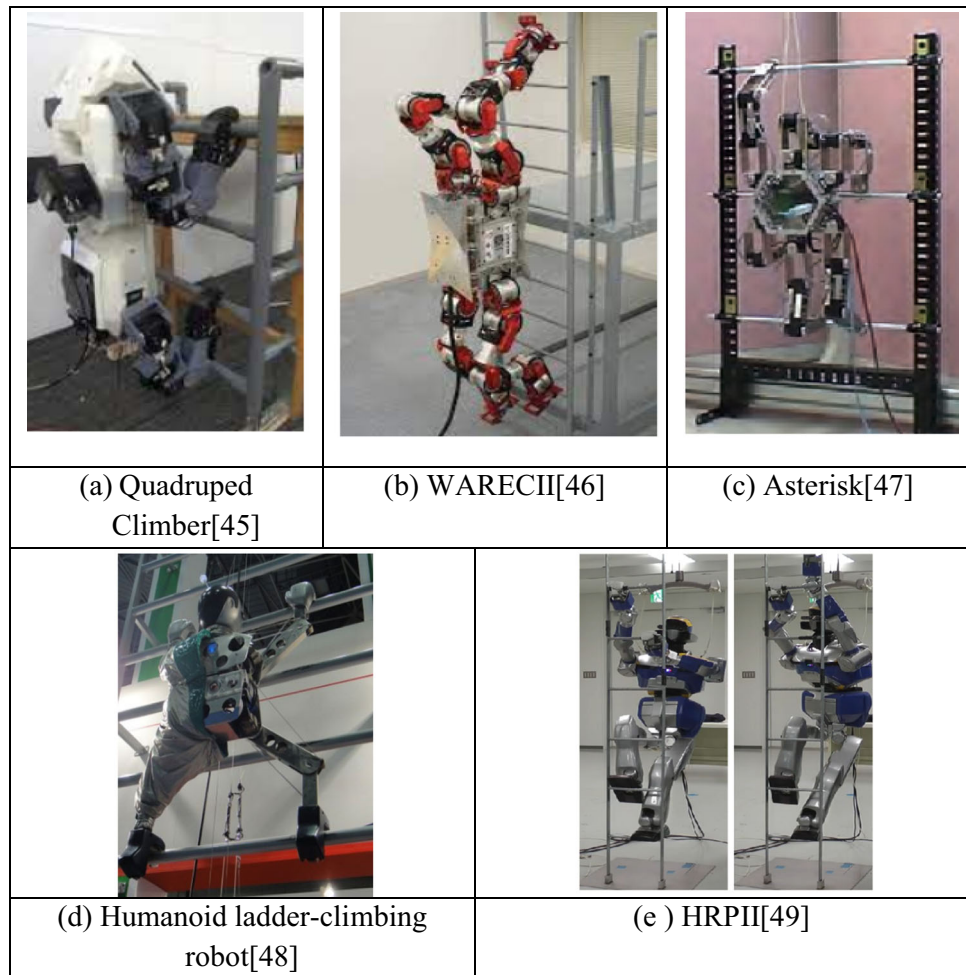 (a) Quadruped
Climber[45]
(b) WARECII[46]
(c) Asterisk[47]
(d) Humanoid ladder-climbing
robot[48]
(e ) HRPII[49]